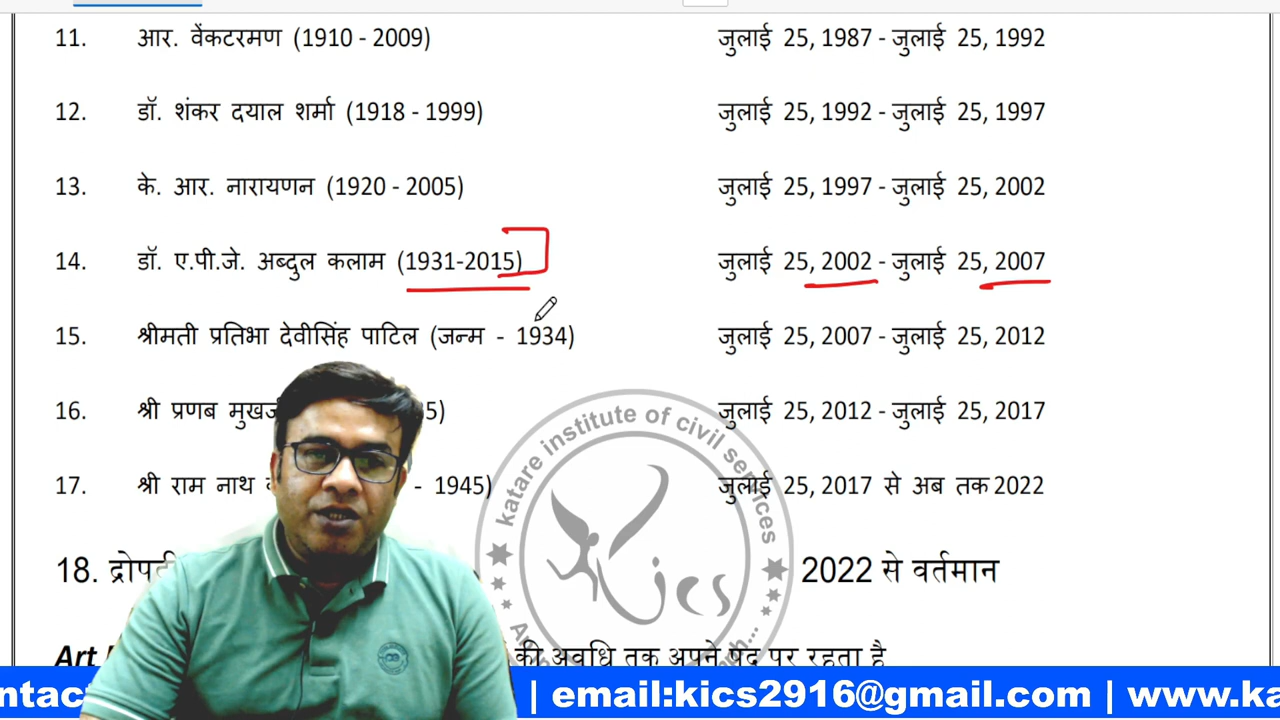 11. आर. वेंकटरमण (1910 - 2009) जुलाई 25, 1987 - जुलाई 25, 1992
12. डॉ. शंकर दयाल शर्मा (1918 - 1999) जुलाई 25, 1992 - जुलाई 25, 1997
13. के. आर. नारायणन (1920 - 2005) जुलाई 25, 1997 - जुलाई 25, 2002
14. डॉ. ए.पी.जे. अब्दुल कलाम (1931-2015) जुलाई 25, 2002 - जुलाई 25, 2007
15. श्रीमती प्रतिभा देवीसिंह पाटिल (जन्म - 1934) जुलाई 25, 2007 - जुलाई 25, 2012
16. श्री प्रणब 5) जुलाई 25, 2012 - जुलाई 25, 2017
17. श्री राम नाथ - 1945) जुलाई 25, 2017 से अब तक 2022
18. 2022 से वर्तमान
Art की अवधि तक अपने पद पर रहता है
katare institute of civil services
Kics
| email:kics2916@gmail.com | www.ka